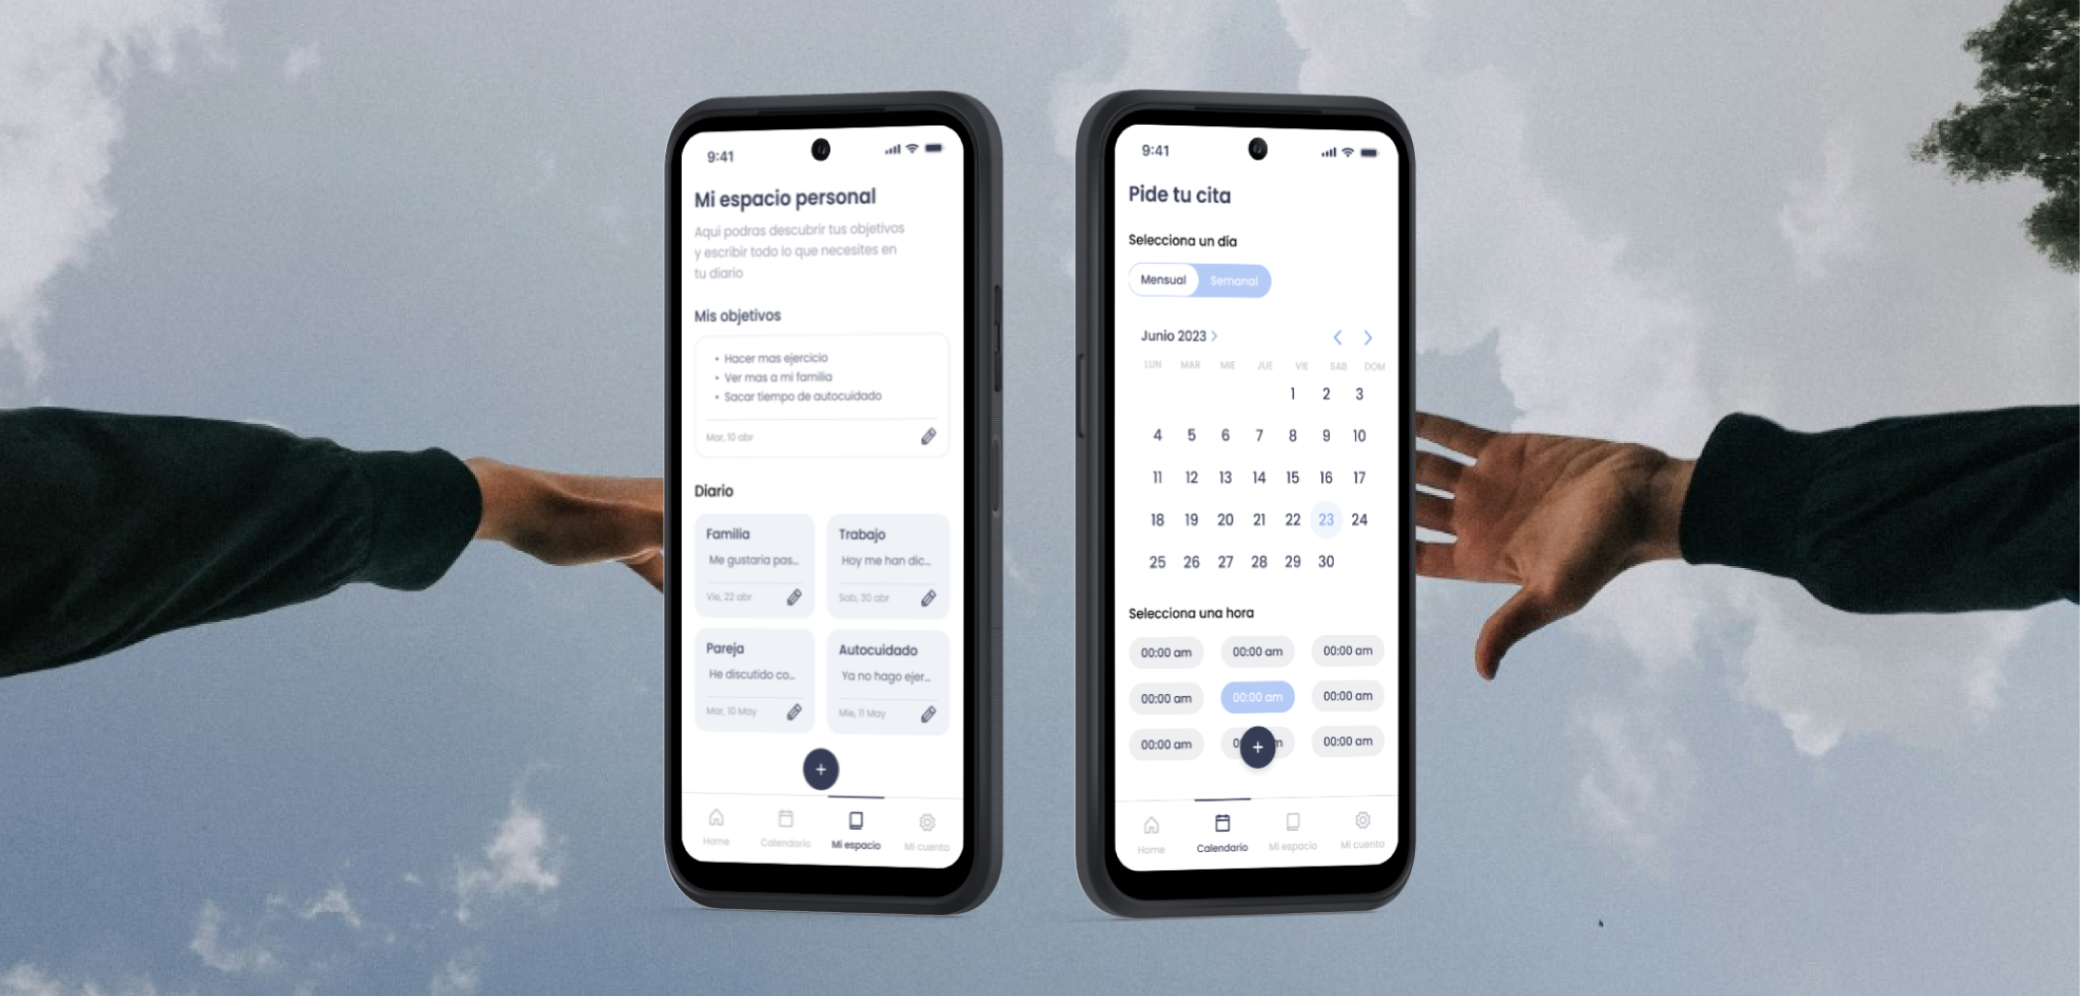 9:41
Mi espacio personal
Aqui podras descubrir tus objetivos
y escribir todo lo que necesites en
tu diario
Mis objetivos
• Hacer mas ejercicio
• Ver mas a mi familia
• Sacar tiempo de autocuidado
Mar, 10 abr
Diario
Familia
Me gustaria pas...
Vie, 22 abr
Trabajo
Hoy me han dic...
Sab, 30 abr
Pareja
He discutido co...
Mar, 10 May
Autocuidado
Ya no hago ejer...
Mie, 11 May
+
Home Calendario Mi espacio Mi cuenta
9:41
Pide tu cita
Selecciona un día
Mensual Semanal
Junio 2023 >
LUN MAR MIE JUE VIE SAB DOM
1 2 3
4 5 6 7 8 9 10
11 12 13 14 15 16 17
18 19 20 21 22 23 24
25 26 27 28 29 30
Selecciona una hora
00:00 am 00:00 am 00:00 am
00:00 am 00:00 am 00:00 am
00:00 am + 00:00 am
Home Calendario Mi espacio Mi cuenta